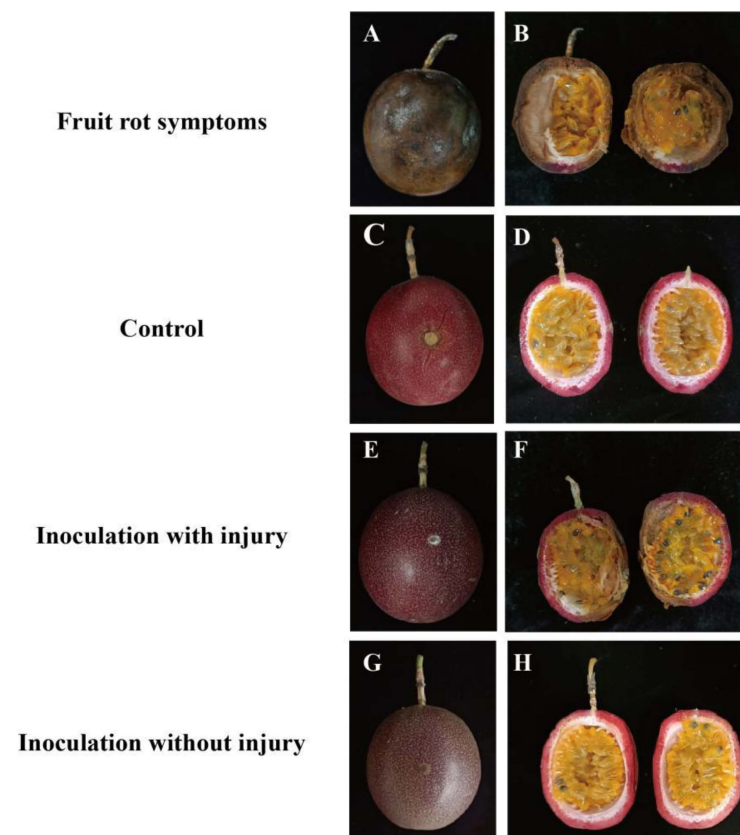 A
B
Fruit rot symptoms
C
D
Control
E
F
Inoculation with injury
G
H
Inoculation without injury